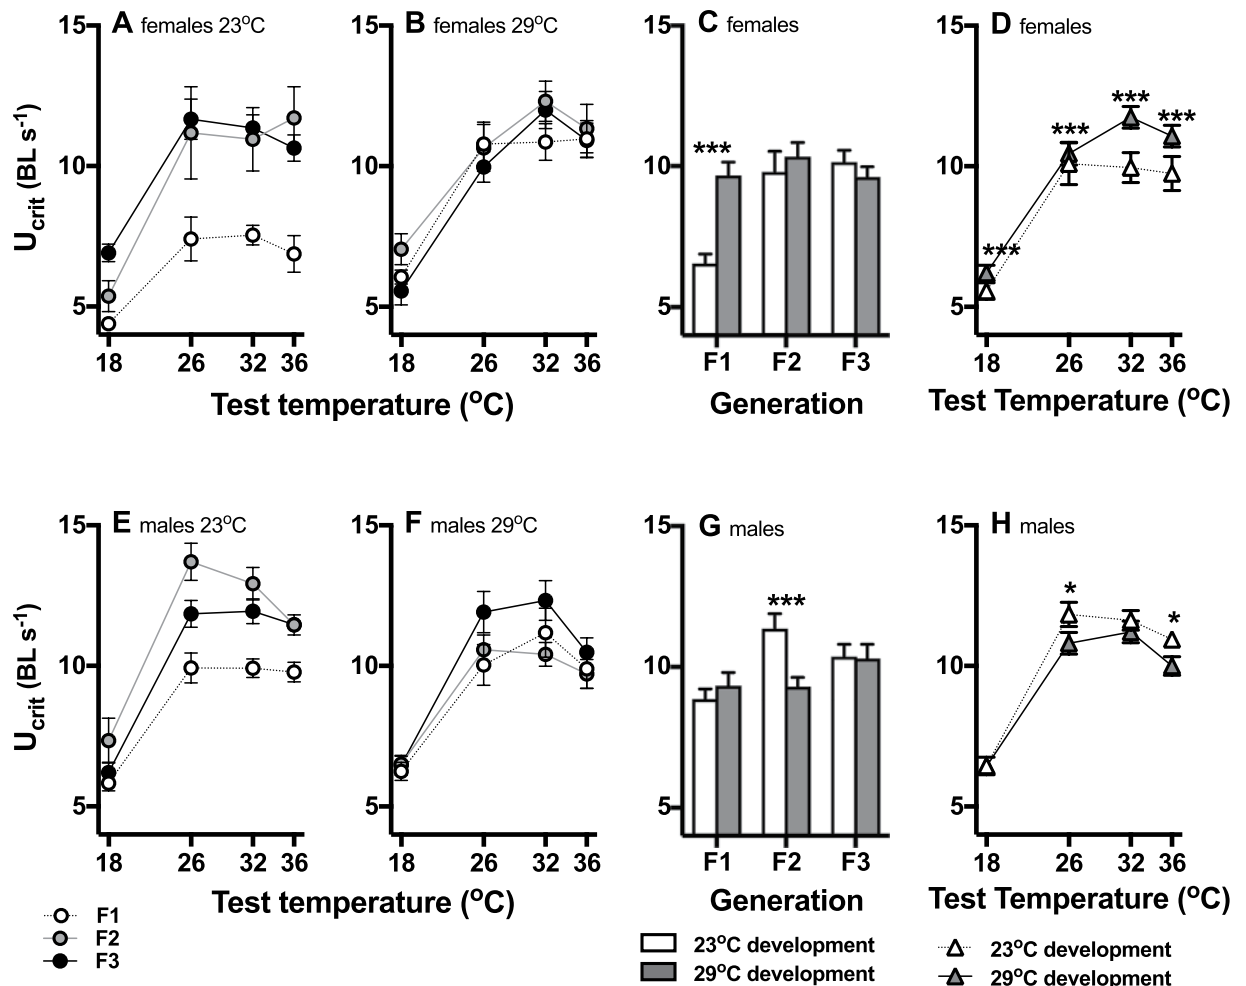 A females 23°C
B females 29°C
C females
D females
15
10
5
U_crit (BL s⁻¹)
18 26 32 36
Test temperature (°C)
15
10
5
18 26 32 36
15
10
5
***
F1 F2 F3
Generation
15
10
5
***
***
***
***
18 26 32 36
Test Temperature (°C)
E males 23°C
F males 29°C
G males
H males
15
10
5
U_crit (BL s⁻¹)
18 26 32 36
Test temperature (°C)
15
10
5
18 26 32 36
15
10
5
***
F1 F2 F3
Generation
15
10
5
*
*
18 26 32 36
Test Temperature (°C)
F1
F2
F3
23°C development
29°C development
23°C development
29°C development